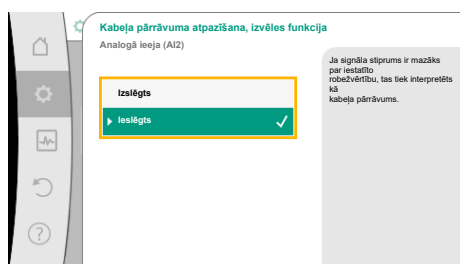 Kabeļa pārrāvuma atpazīšana, izvēles funkcija
Analogā ieeja (AI2)
Izslēgts
Ieslēgts
Ja signāla stiprums ir mazāks
par iestatīto
robežvērtību, tas tiek interpretēts
kā
kabeļa pārrāvums.
?